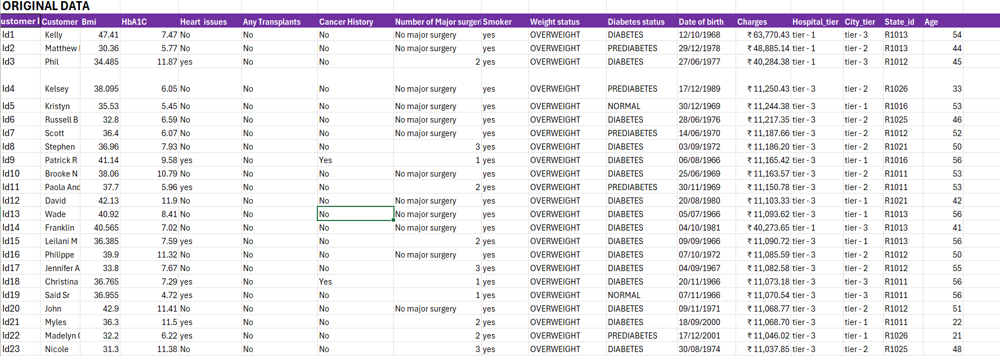 ORIGINAL DATA
ustomer I Customer Bmi HbA1C Heart issues Any Transplants Cancer History Number of Major surgeri Smoker Weight status Diabetes status Date of birth Charges Hospital_tier City_tier State_id Age
Id1 Kelly 47.41 7.47 No No No No major surgery yes OVERWEIGHT DIABETES 12/10/1968 ₹ 63,770.43 tier - 1 tier - 3 R1013 54
Id2 Matthew 30.36 5.77 No No No No major surgery yes OVERWEIGHT PREDIABETES 29/12/1978 ₹ 48,885.14 tier - 1 tier - 2 R1013 44
Id3 Phil 34.485 11.87 yes No No 2 yes OVERWEIGHT DIABETES 27/06/1977 ₹ 40,284.38 tier - 1 tier - 3 R1012 45
Id4 Kelsey 38.095 6.05 No No No No major surgery yes OVERWEIGHT PREDIABETES 17/12/1989 ₹ 11,250.43 tier - 3 tier - 2 R1026 33
Id5 Kristyn 35.53 5.45 No No No No major surgery yes OVERWEIGHT NORMAL 30/12/1969 ₹ 11,244.38 tier - 3 tier - 1 R1016 53
Id6 Russell B 32.8 6.59 No No No No major surgery yes OVERWEIGHT DIABETES 28/06/1976 ₹ 11,217.35 tier - 3 tier - 2 R1025 46
Id7 Scott 36.4 6.07 No No No No major surgery yes OVERWEIGHT PREDIABETES 14/06/1970 ₹ 11,187.66 tier - 3 tier - 2 R1012 52
Id8 Stephen 36.96 7.93 No No No 3 yes OVERWEIGHT DIABETES 03/09/1972 ₹ 11,186.20 tier - 3 tier - 2 R1021 50
Id9 Patrick R 41.14 9.58 yes No Yes 1 yes OVERWEIGHT DIABETES 06/08/1966 ₹ 11,165.42 tier - 3 tier - 1 R1016 56
Id10 Brooke N 38.06 10.79 No No No No major surgery yes OVERWEIGHT DIABETES 25/06/1969 ₹ 11,163.57 tier - 3 tier - 2 R1011 53
Id11 Paola And 37.7 5.96 yes No No 2 yes OVERWEIGHT PREDIABETES 30/11/1969 ₹ 11,150.78 tier - 3 tier - 2 R1011 53
Id12 David 42.13 11.9 No No No No major surgery yes OVERWEIGHT DIABETES 20/08/1980 ₹ 11,103.33 tier - 3 tier - 1 R1021 42
Id13 Wade 40.92 8.41 No No No No major surgery yes OVERWEIGHT DIABETES 05/07/1966 ₹ 11,093.62 tier - 3 tier - 1 R1013 56
Id14 Franklin 40.565 7.02 No No No No major surgery yes OVERWEIGHT DIABETES 04/10/1981 ₹ 40,273.65 tier - 1 tier - 3 R1013 41
Id15 Leilani M 36.385 7.59 yes No No 2 yes OVERWEIGHT DIABETES 09/09/1966 ₹ 11,090.72 tier - 3 tier - 1 R1013 56
Id16 Philippe 39.9 11.32 No No No No major surgery yes OVERWEIGHT DIABETES 07/10/1972 ₹ 11,085.59 tier - 3 tier - 2 R1012 50
Id17 Jennifer A 33.8 7.67 No No No 3 yes OVERWEIGHT DIABETES 04/09/1967 ₹ 11,082.58 tier - 3 tier - 2 R1012 55
Id18 Christina 36.765 7.29 yes No Yes 1 yes OVERWEIGHT DIABETES 20/11/1966 ₹ 11,073.18 tier - 3 tier - 3 R1011 56
Id19 Said Sr 36.955 4.72 yes No No 1 yes OVERWEIGHT NORMAL 07/11/1966 ₹ 11,070.54 tier - 3 tier - 3 R1011 56
Id20 John 42.9 11.41 No No No No major surgery yes OVERWEIGHT DIABETES 09/11/1971 ₹ 11,068.77 tier - 3 tier - 2 R1012 51
Id21 Myles 36.3 11.5 yes No No 2 yes OVERWEIGHT DIABETES 18/09/2000 ₹ 11,068.70 tier - 3 tier - 1 R1011 22
Id22 Madelyn 32.2 6.22 yes No No 2 yes OVERWEIGHT PREDIABETES 17/12/2001 ₹ 11,046.02 tier - 3 tier - 1 R1026 21
Id23 Nicole 31.3 11.38 No No No 3 yes OVERWEIGHT DIABETES 30/08/1974 ₹ 11,037.85 tier - 3 tier - 2 R1025 48